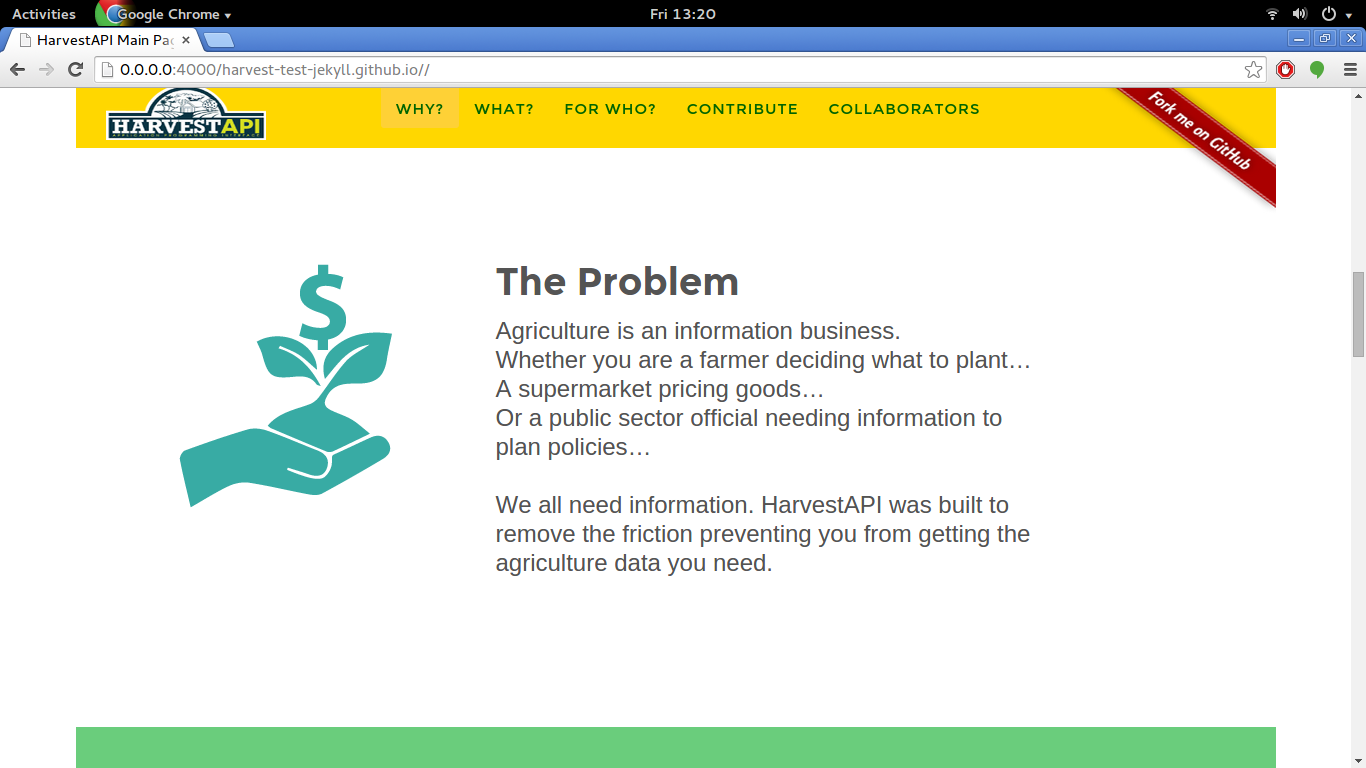 Activities
Google Chrome
Fri 13:20
HarvestAPI Main Pa
0.0.0.0:4000/harvest-test-jekyll.github.io//
HARVESTAPI
APPLICATION PROGRAMMING INTERFACE
WHY?
WHAT?
FOR WHO?
CONTRIBUTE
COLLABORATORS
Fork me on GitHub
$
The Problem
Agriculture is an information business.
Whether you are a farmer deciding what to plant…
A supermarket pricing goods…
Or a public sector official needing information to
plan policies…
We all need information. HarvestAPI was built to
remove the friction preventing you from getting the
agriculture data you need.